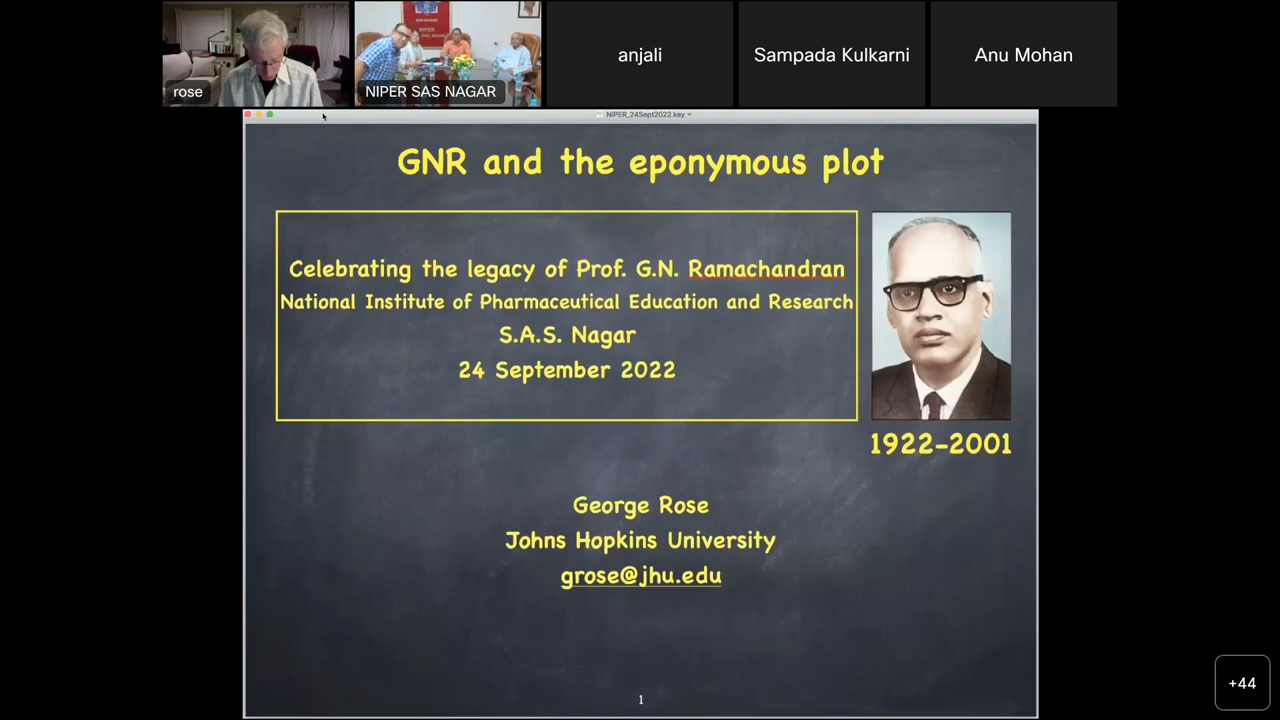 rose
NIPER SAS NAGAR
anjali
Sampada Kulkarni
Anu Mohan
NIPER_24Sept2022.key
GNR and the eponymous plot
Celebrating the legacy of Prof. G.N. Ramachandran
National Institute of Pharmaceutical Education and Research
S.A.S. Nagar
24 September 2022
1922-2001
George Rose
Johns Hopkins University
grose@jhu.edu
1
+44